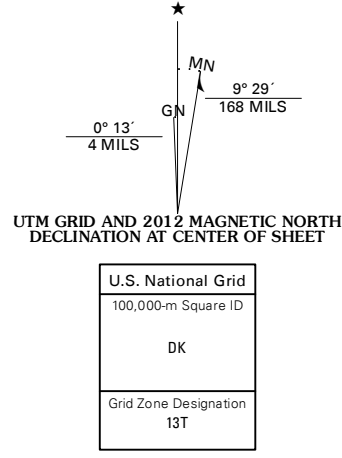 ★
MN
GN
9° 29´
168 MILS
0° 13´
4 MILS
UTM GRID AND 2012 MAGNETIC NORTH
DECLINATION AT CENTER OF SHEET
U.S. National Grid
100,000-m Square ID
DK
Grid Zone Designation
13T